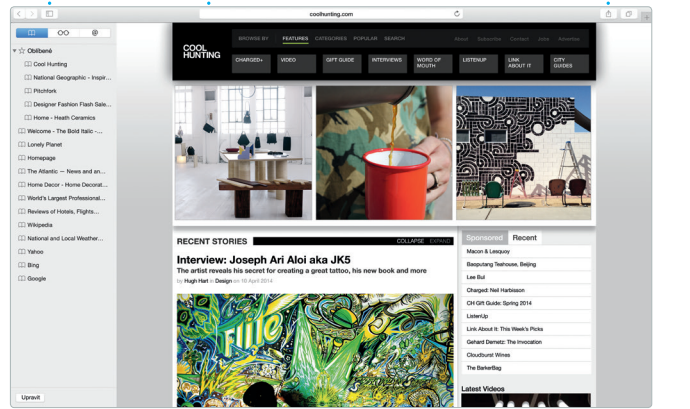 coolhunting.com
Oblíbené
Cool Hunting
National Geographic - Inspir...
Pitchfork
Designer Fashion Flash Sale...
Home - Heath Ceramics
Welcome - The Bold Italic -...
Lonely Planet
Homepage
The Atlantic — News and an...
Home Decor - Home Decorat...
World's Largest Professional...
Reviews of Hotels, Flights...
Wikipedia
National and Local Weather...
Yahoo
Bing
Google
Upravit
COOL
HUNTING
BROWSE BY FEATURES CATEGORIES POPULAR SEARCH
About Subscribe Contact Jobs Advertise
CHARGED+ VIDEO GIFT GUIDE INTERVIEWS WORD OF MOUTH LISTENUP LINK ABOUT IT CITY GUIDES
RECENT STORIES COLLAPSE EXPAND
Interview: Joseph Ari Aloi aka JK5
The artist reveals his secret for creating a great tattoo, his new book and more
by Hugh Hart in Design on 10 April 2014
Sponsored Recent
Macon & Lesquoy
Baoputang Teahouse, Beijing
Lee Bul
Charged: Neil Harbisson
CH Gift Guide: Spring 2014
ListenUp
Link About It: This Week's Picks
Gehard Demetz: The Invocation
Cloudburst Wines
The BarkerBag
Latest Videos